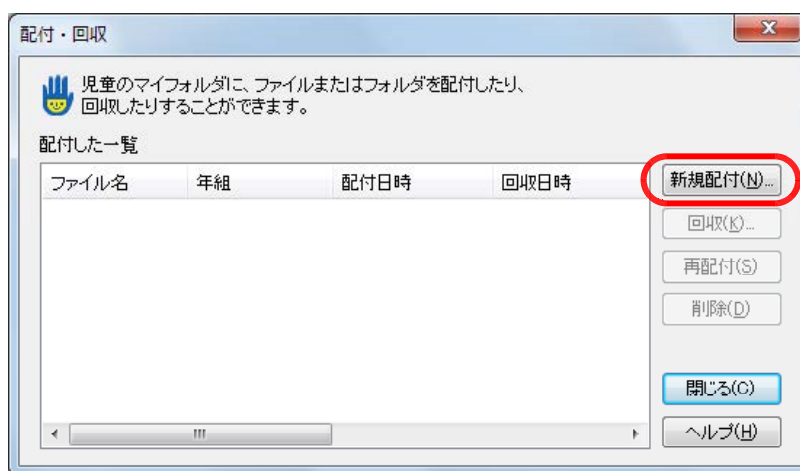 配付・回収
児童のマイフォルダに、ファイルまたはフォルダを配付したり、
回収したりすることができます。
配付した一覧
ファイル名 年組 配付日時 回収日時
新規配付(N)...
回収(K)...
再配付(S)
削除(D)
閉じる(C)
ヘルプ(H)